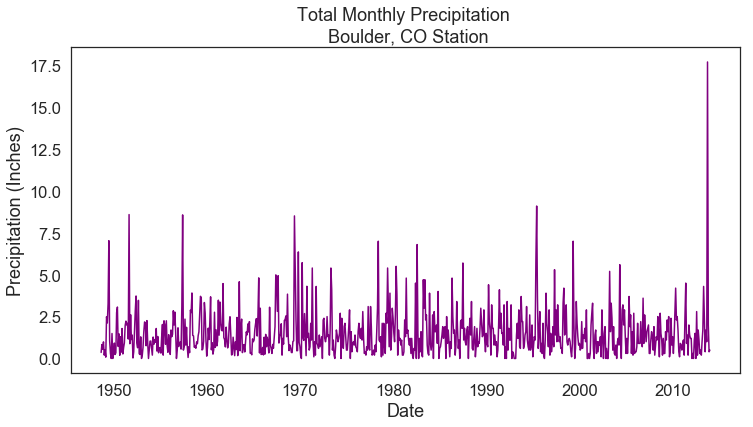 Total Monthly Precipitation
Boulder, CO Station
Precipitation (Inches)
17.5
15.0
12.5
10.0
7.5
5.0
2.5
0.0
1950 1960 1970 1980 1990 2000 2010
Date